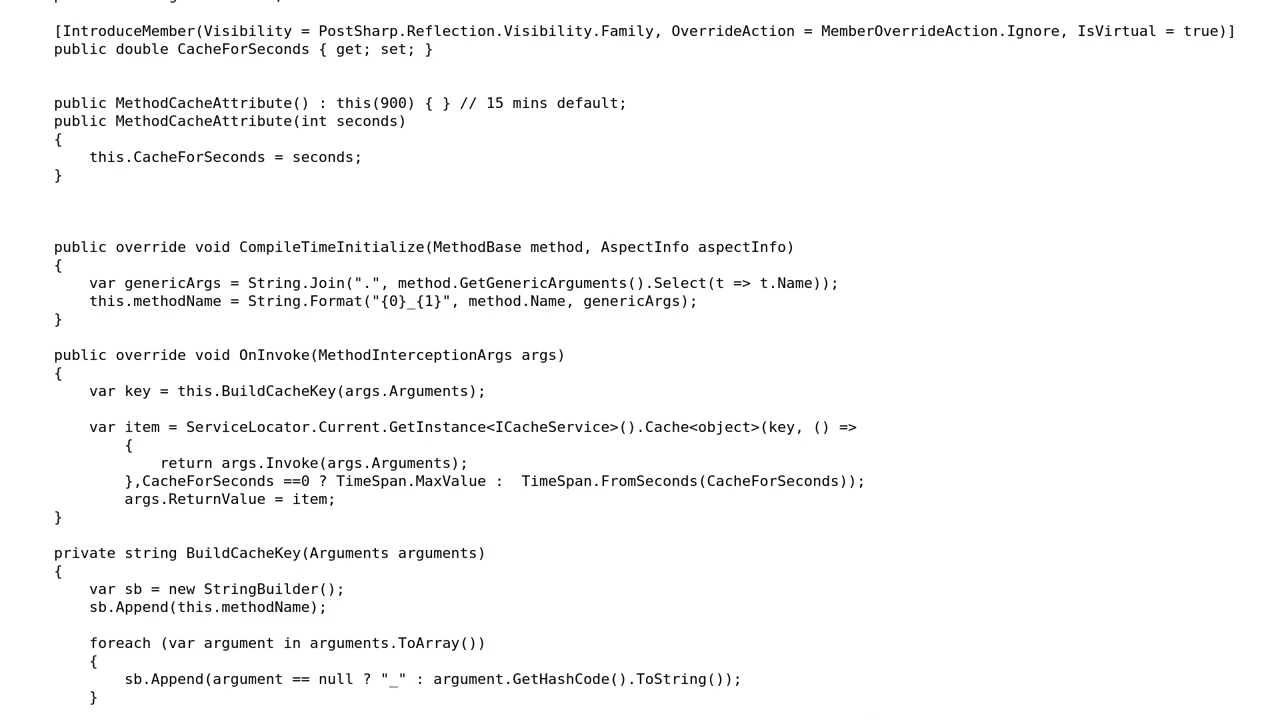 [IntroduceMember(Visibility = PostSharp.Reflection.Visibility.Family, OverrideAction = MemberOverrideAction.Ignore, IsVirtual = true)]
public double CacheForSeconds { get; set; }
public MethodCacheAttribute() : this(900) { } // 15 mins default;
public MethodCacheAttribute(int seconds)
{
this.CacheForSeconds = seconds;
}
public override void CompileTimeInitialize(MethodBase method, AspectInfo aspectInfo)
{
var genericArgs = String.Join(".", method.GetGenericArguments().Select(t => t.Name));
this.methodName = String.Format("{0}_{1}", method.Name, genericArgs);
}
public override void OnInvoke(MethodInterceptionArgs args)
{
var key = this.BuildCacheKey(args.Arguments);
var item = ServiceLocator.Current.GetInstance<ICacheService>().Cache<object>(key, () =>
{
return args.Invoke(args.Arguments);
},CacheForSeconds ==0 ? TimeSpan.MaxValue :  TimeSpan.FromSeconds(CacheForSeconds));
args.ReturnValue = item;
}
private string BuildCacheKey(Arguments arguments)
{
var sb = new StringBuilder();
sb.Append(this.methodName);
foreach (var argument in arguments.ToArray())
{
sb.Append(argument == null ? "_" : argument.GetHashCode().ToString());
}